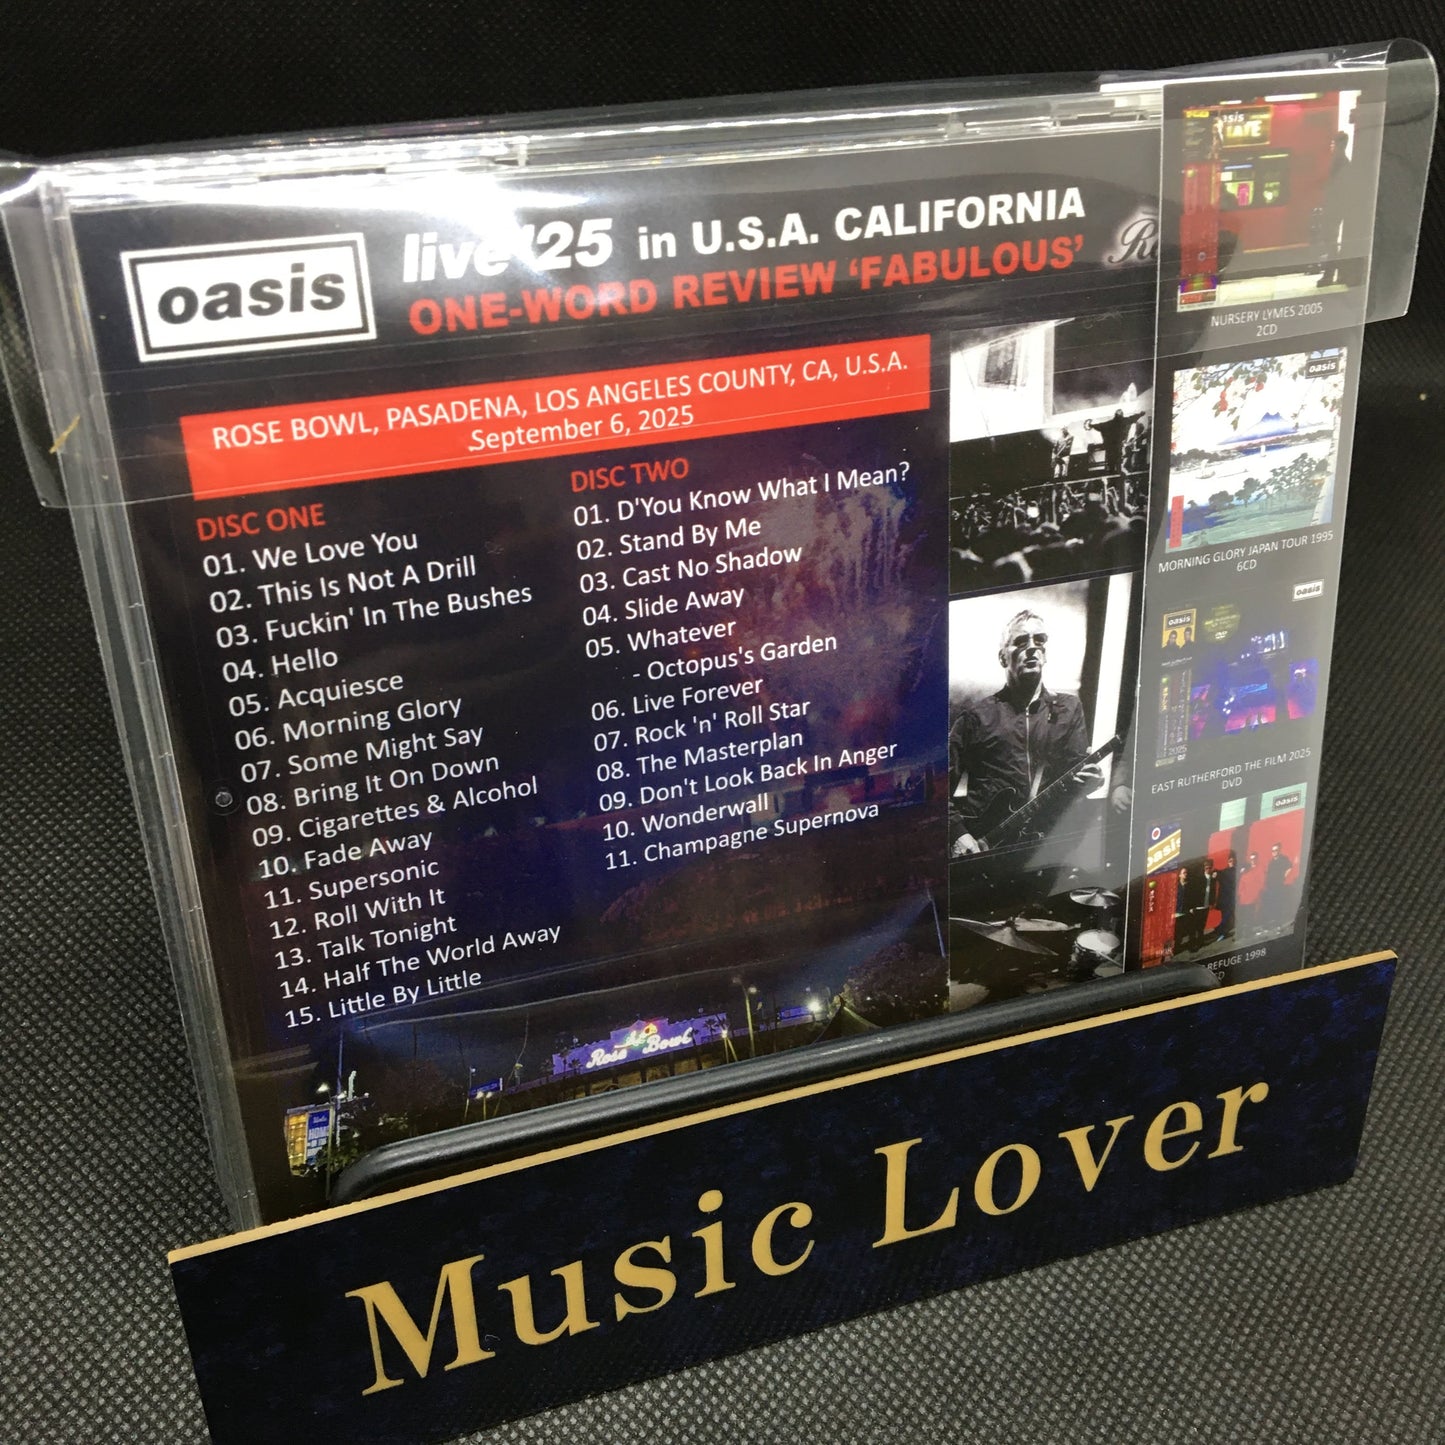 oasis
live '25 in U.S.A. CALIFORNIA
ONE-WORD REVIEW ‘FABULOUS’
ROSE BOWL, PASADENA, LOS ANGELES COUNTY, CA, U.S.A.
September 6, 2025
DISC ONE
01. We Love You
02. This Is Not A Drill
03. Fuckin' In The Bushes
04. Hello
05. Acquiesce
06. Morning Glory
07. Some Might Say
08. Bring It On Down
09. Cigarettes & Alcohol
10. Fade Away
11. Supersonic
12. Roll With It
13. Talk Tonight
14. Half The World Away
15. Little By Little
DISC TWO
01. D'You Know What I Mean?
02. Stand By Me
03. Cast No Shadow
04. Slide Away
05. Whatever
- Octopus's Garden
06. Live Forever
07. Rock 'n' Roll Star
08. The Masterplan
09. Don't Look Back In Anger
10. Wonderwall
11. Champagne Supernova
Rose Bowl
NURSERY LYMES 2005
2CD
oasis
MORNING GLORY JAPAN TOUR 1995
6CD
oasis
oasis
2025
EAST RUTHERFORD THE FILM 2025
DVD
oasis
oasis
REFUGE 1998
Music Lover